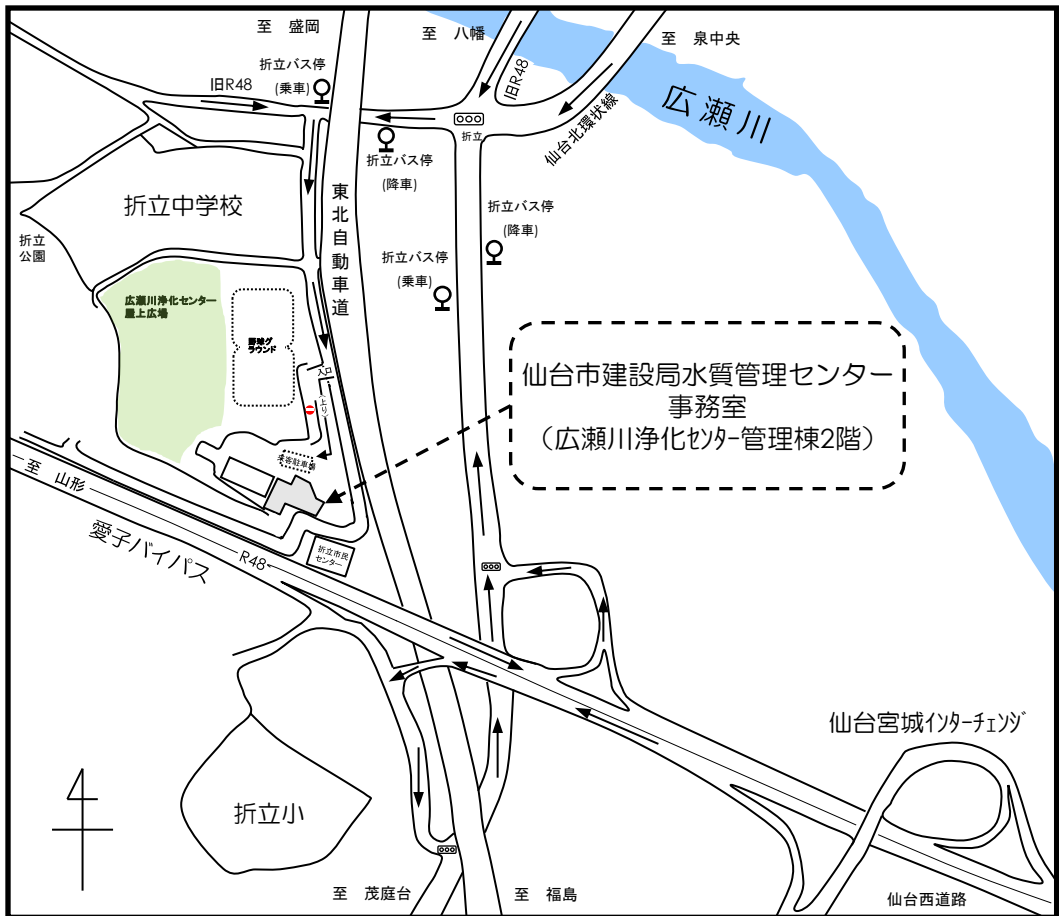 至 盛岡
至 八幡
至 泉中央
折立バス停
(乗車)
旧R48
旧R48
仙台北環状線
広瀬川
折立
折立バス停
(降車)
折立中学校
東北自動車道
折立バス停
(降車)
折立
公園
折立バス停
(乗車)
広瀬川浄化センター
屋上広場
野球グ
ラウンド
入口
(上り)
仙台市建設局水質管理センター
事務室
(広瀬川浄化センター管理棟2階)
来客駐車場
至 山形
愛子バイパス
R48
折立市民
センター
仙台宮城インターチェンジ
折立小
至 茂庭台
至 福島
仙台西道路